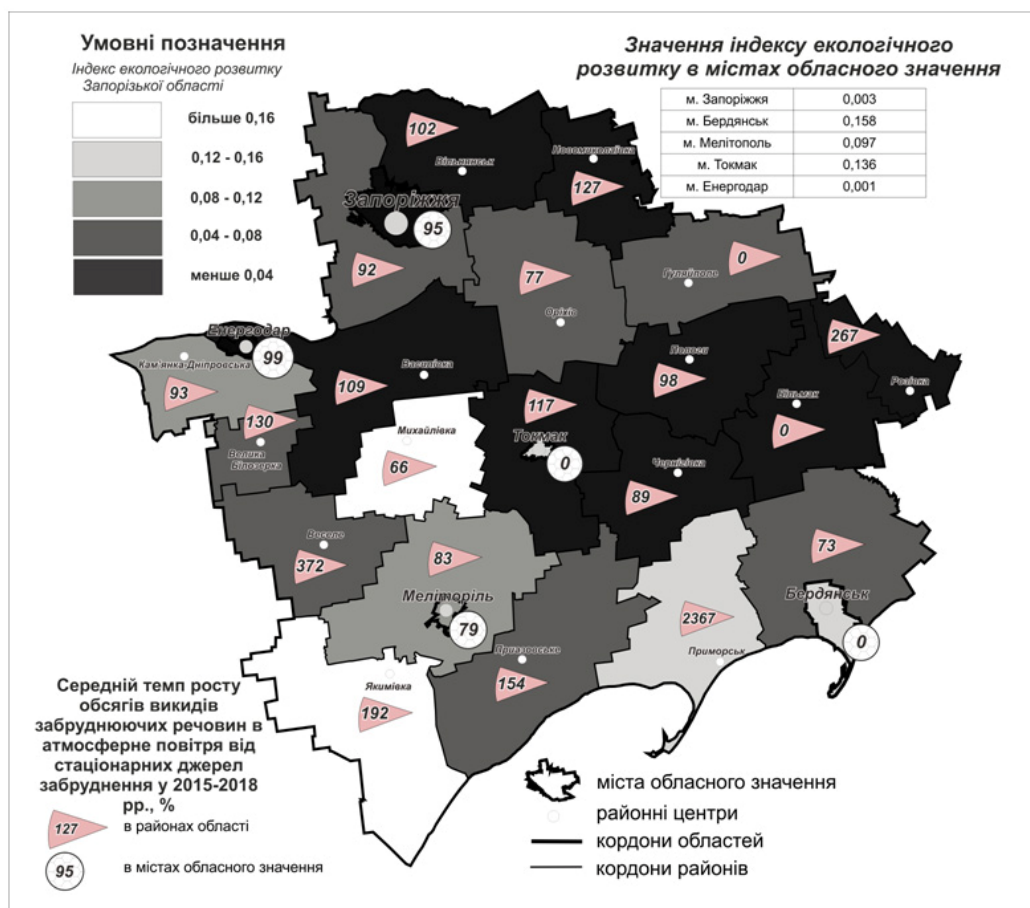 Умовні позначення
Індекс екологічного розвитку
Запорізької області
більше 0,16
0,12 - 0,16
0,08 - 0,12
0,04 - 0,08
менше 0,04
Значення індексу екологічного
розвитку в містах обласного значення
м. Запоріжжя 0,003
м. Бердянськ 0,158
м. Мелітополь 0,097
м. Токмак 0,136
м. Енергодар 0,001
102
Вільнянськ
Новомиколаївка
127
Запоріжжя
95
92
77
Оріхів
0
Гуляйполе
267
Розівка
Енергодар
99
Кам'янка-Дніпровська
93
130
Велика
Білозерка
109
Василівка
Пологи
98
Більмак
0
117
Токмак
0
Михайлівка
66
Чернігівка
89
Веселе
372
83
Меліторіль
79
73
Бердянськ
0
2367
Приморськ
Приазовське
154
Якимівка
192
Середній темп росту
обсягів викидів
забруднюючих речовин в
атмосферне повітря від
стаціонарних джерел
забруднення у 2015-2018
рр., %
127 в районах області
95 в містах обласного значення
міста обласного значення
районні центри
кордони областей
кордони районів